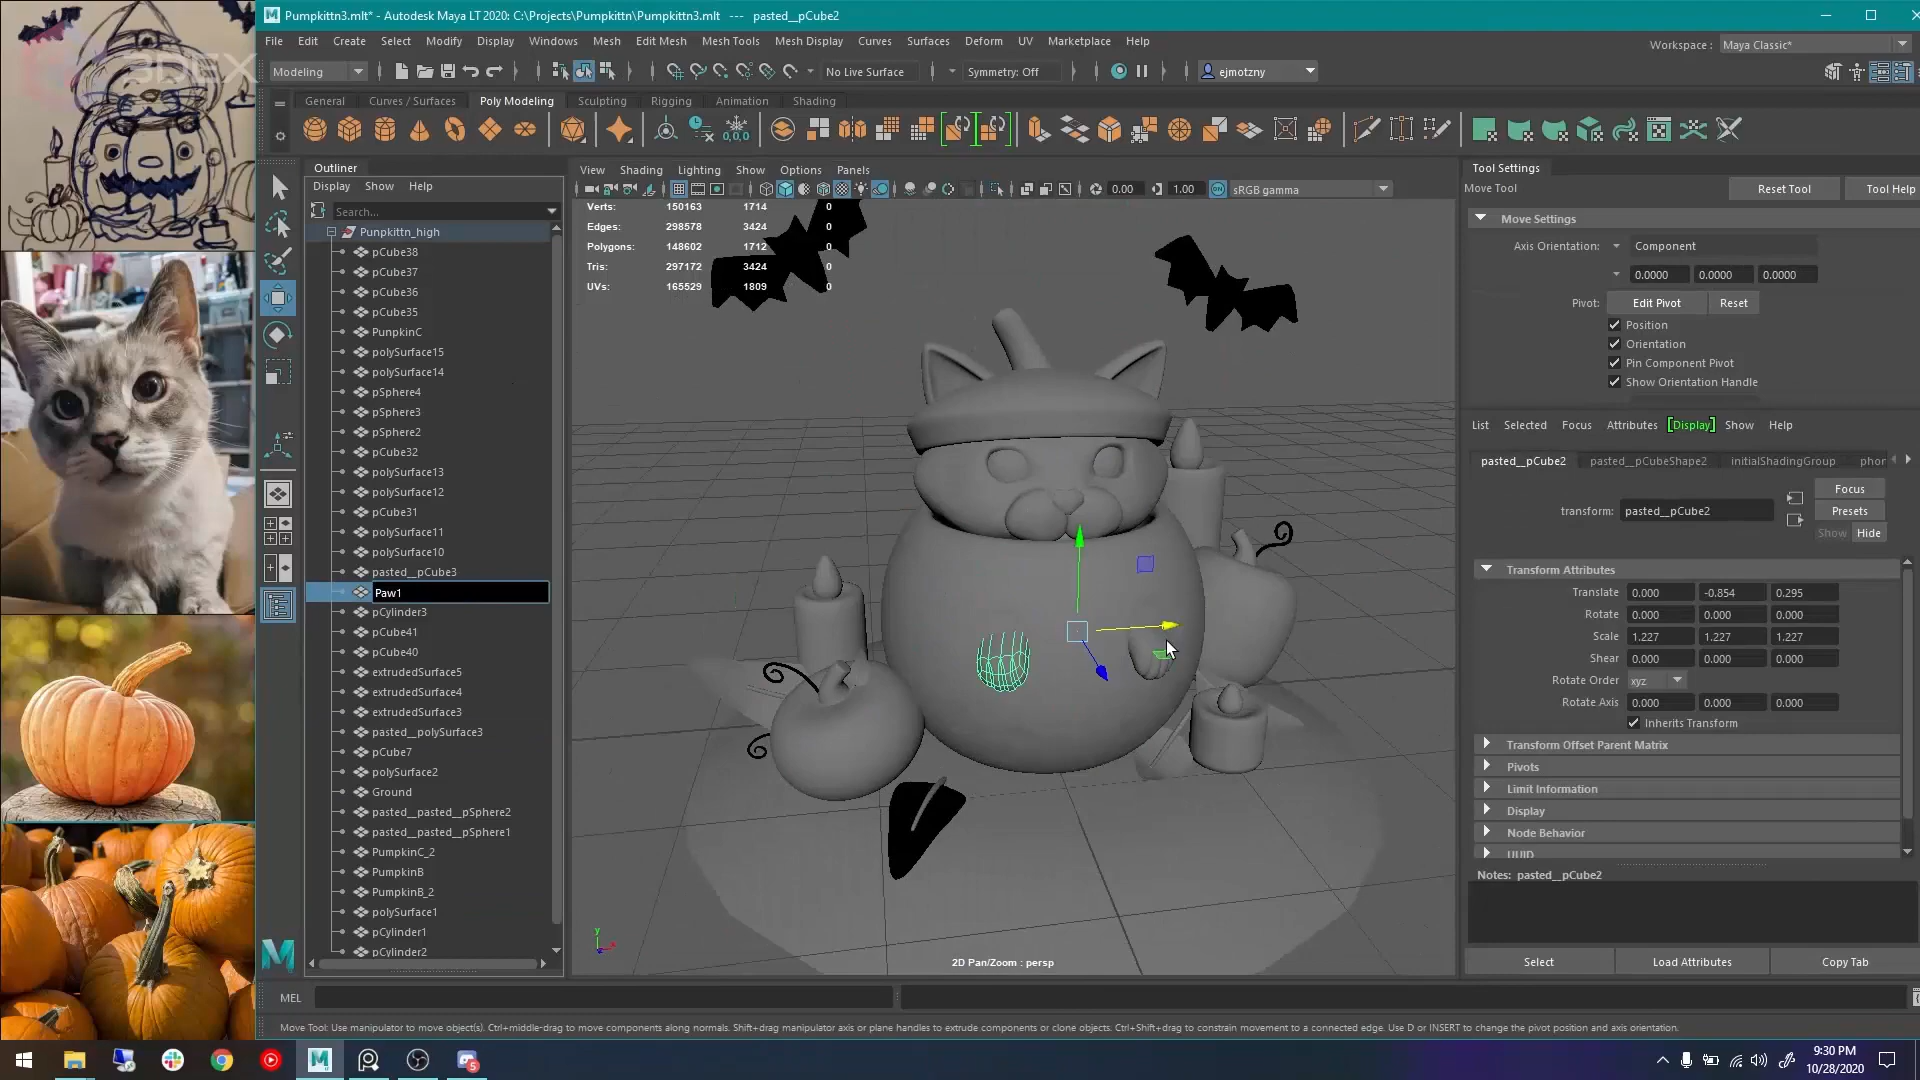 3DEX
Pumpkittn3.mlt* - Autodesk Maya LT 2020: C:\Projects\Pumpkittn\Pumpkittn3.mlt --- pasted__pCube2
File Edit Create Select Modify Display Windows Mesh Edit Mesh Mesh Tools Mesh Display Curves Surfaces Deform UV Marketplace Help
Workspace : Maya Classic*
Modeling No Live Surface Symmetry: Off ejmotzny
General Curves / Surfaces Poly Modeling Sculpting Rigging Animation Shading
0,0,0
Outliner
Display Show Help
Search...
Punpkittn_high
pCube38
pCube37
pCube36
pCube35
PunpkinC
polySurface15
polySurface14
pSphere4
pSphere3
pSphere2
pCube32
polySurface13
polySurface12
pCube31
polySurface11
polySurface10
pasted__pCube3
Paw1
pCylinder3
pCube41
pCube40
extrudedSurface5
extrudedSurface4
extrudedSurface3
pasted__polySurface3
pCube7
polySurface2
Ground
pasted__pasted__pSphere2
pasted__pasted__pSphere1
PumpkinC_2
PumpkinB
PumpkinB_2
polySurface1
pCylinder1
pCylinder2
View Shading Lighting Show Options Panels
0.00 1.00 ON sRGB gamma
Verts: 150163 1714 0
Edges: 298578 3424 0
Polygons: 148602 1712 0
Tris: 297172 3424 0
UVs: 165529 1809 0
y
2D Pan/Zoom : persp
Tool Settings
Move Tool Reset Tool Tool Help
Move Settings
Axis Orientation: Component
0.0000 0.0000 0.0000
Pivot: Edit Pivot Reset
Position
Orientation
Pin Component Pivot
Show Orientation Handle
List Selected Focus Attributes [Display] Show Help
pasted__pCube2 pasted__pCubeShape2 initialShadingGroup phor
Focus
transform: pasted__pCube2 Presets
Show Hide
Transform Attributes
Translate 0.000 -0.854 0.295
Rotate 0.000 0.000 0.000
Scale 1.227 1.227 1.227
Shear 0.000 0.000 0.000
Rotate Order xyz
Rotate Axis 0.000 0.000 0.000
Inherits Transform
Transform Offset Parent Matrix
Pivots
Limit Information
Display
Node Behavior
UUID
Notes: pasted__pCube2
Select Load Attributes Copy Tab
MEL
Move Tool: Use manipulator to move object(s). Ctrl+middle-drag to move components along normals. Shift+drag manipulator axis or plane handles to extrude components or clone objects. Ctrl+Shift+drag to constrain movement to a connected edge. Use D or INSERT to change the pivot position and axis orientation.
5
9:30 PM
10/28/2020